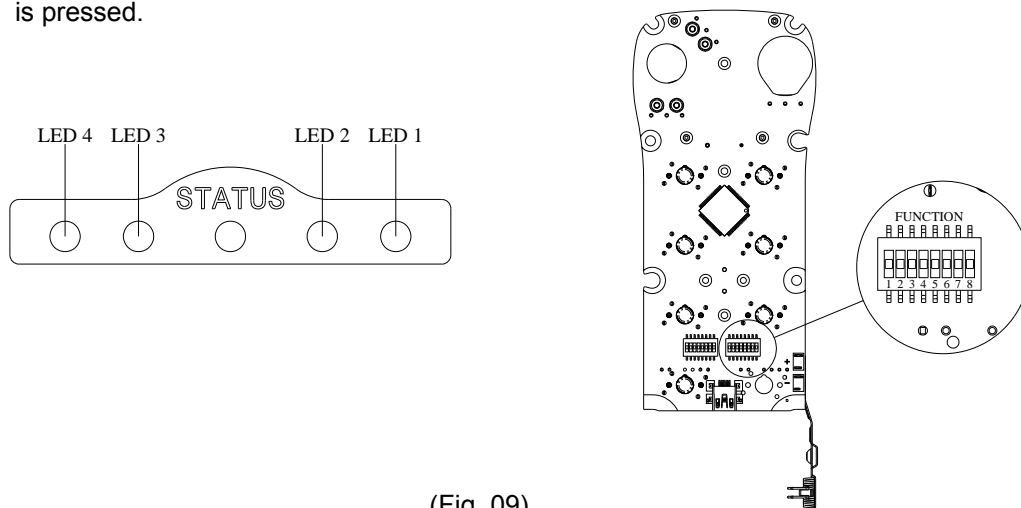 is pressed.
LED 4 LED 3 LED 2 LED 1
STATUS
FUNCTION
1 2 3 4 5 6 7 8
+
-
(Fig. 09)